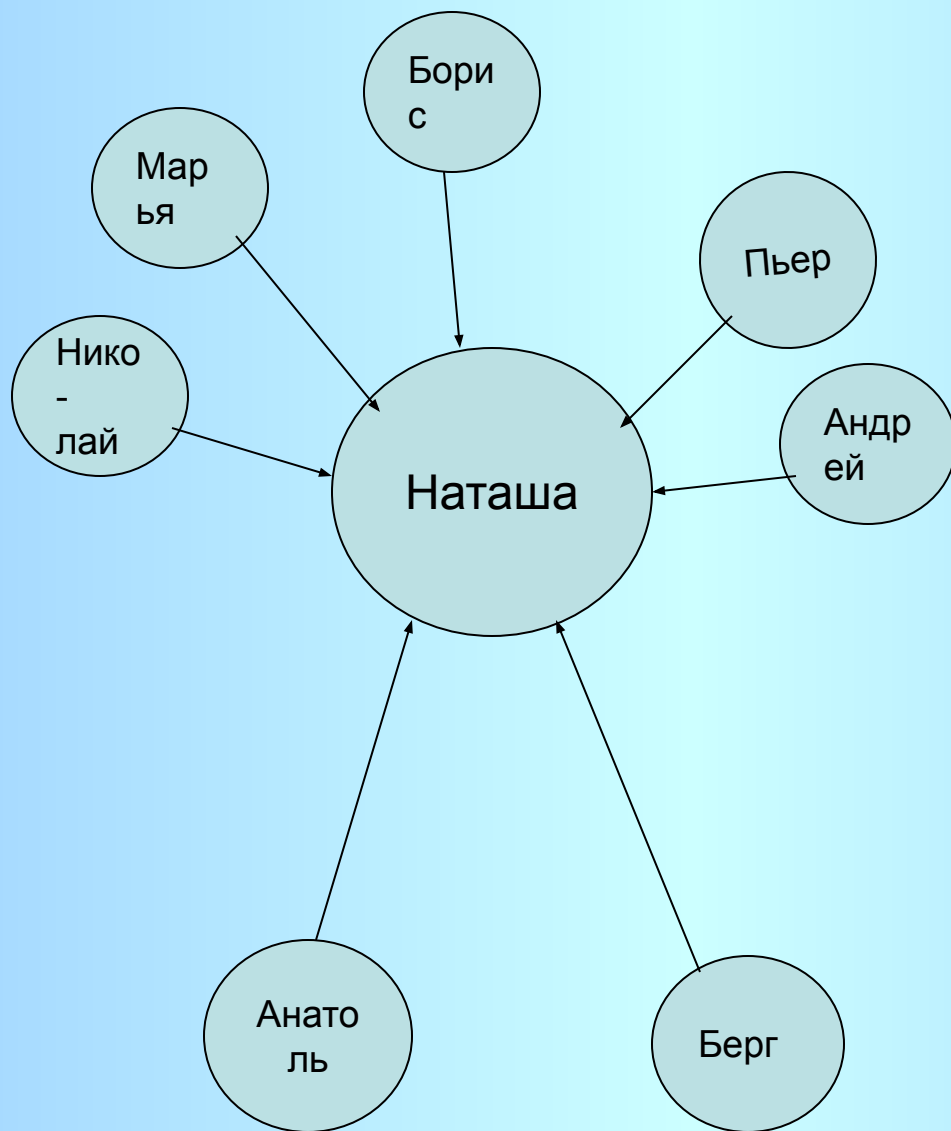 Бори
с
Мар
ья
Пьер
Нико
-
лай
Андр
ей
Наташа
Анато
ль
Берг